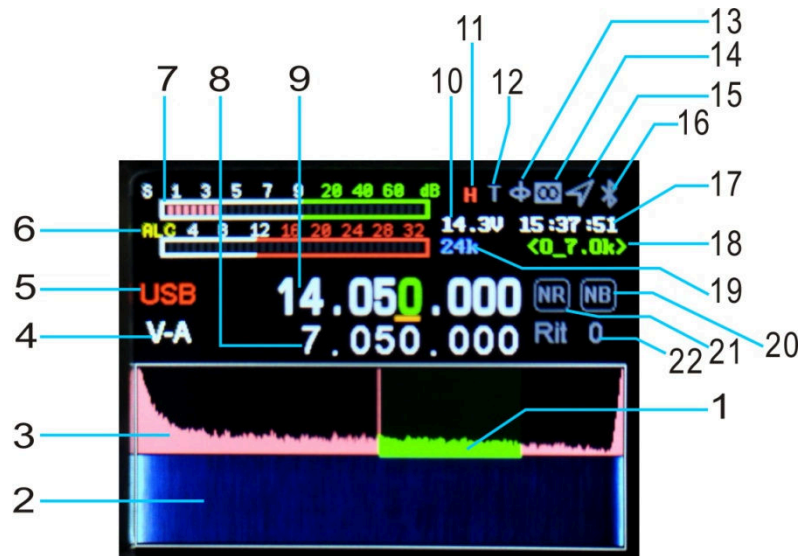 13
14
11
15
7 8 9 10 12 16
17
S 1 3 5 7 9 20 40 60 dB H T
14.3V 15:37:51
6 ALC 4 8 12 16 20 24 28 32 24k <0_7.0k> 18
5 USB 14.050.000 NR NB 19
4 V-A 7.050.000 Rit 0 20
21
22
1
3
2